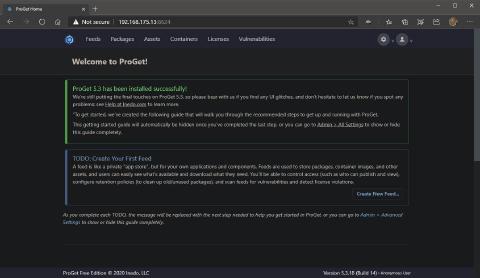 ProGet Home
Not secure | 192.168.175.13:8624
Feeds Packages Assets Containers Licenses Vulnerabilities
Welcome to ProGet!
ProGet 5.3 has been installed successfully!
We're still putting the final touches on ProGet 5.3, so please bear with us if you find any UI glitches, and don't hesitate to let us know if you spot any
problems; see Help at Inedo.com to learn more.
"To get started, we've created the following guide that will walk you through the recommended steps to get up and running with ProGet.
This getting started guide will automatically be hidden once you've completed the last step, or you can go to Admin > All Settings to show or hide
this guide completely.
TODO: Create Your First Feed
A feed is like a private "app store", but for your own applications and components. Feeds are used to store packages, container images, and other
assets, and users can easily see what's available and download what they need. You'll be able to control access (such as who can publish and view),
configure retention policies (to clean up old/unused packages), and scan feeds for vulnerabilities and detect license violations.
Create New Feed...
As you complete each TODO, the message will be replaced with the next step needed to help you get started in ProGet, or you can go to Admin > Advanced
Settings to show or hide this guide completely.
ProGet Free Edition © 2020 Inedo, LLC
Version 5.3.18 (Build 14) • Anonymous User